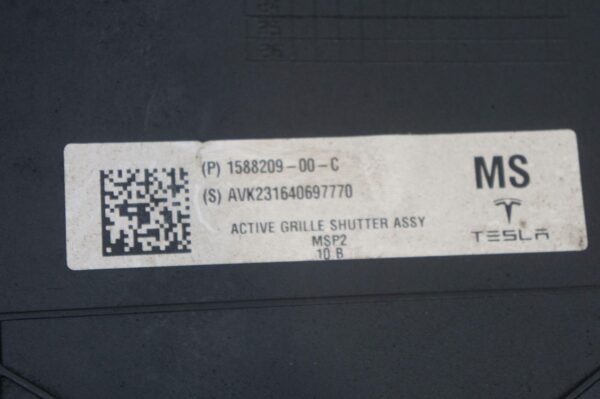 (P) 1588209-00-C
(S) AVK231640697770
ACTIVE GRILLE SHUTTER ASSY
MSP2
10 B
MS
TESLA